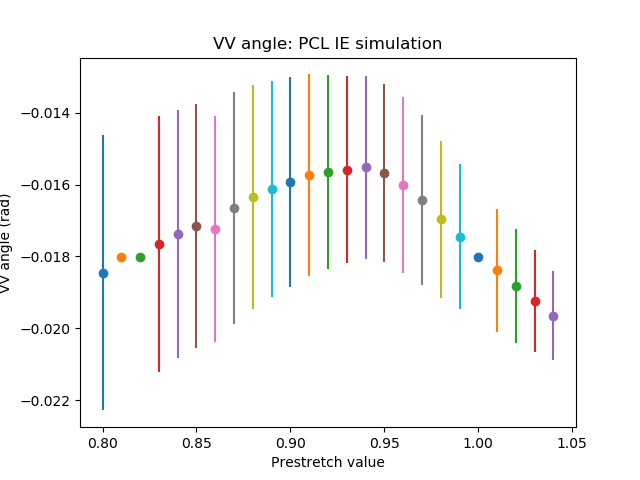 VV angle: PCL IE simulation
VV angle (rad)
−0.014
−0.016
−0.018
−0.020
−0.022
0.80 0.85 0.90 0.95 1.00 1.05
Prestretch value